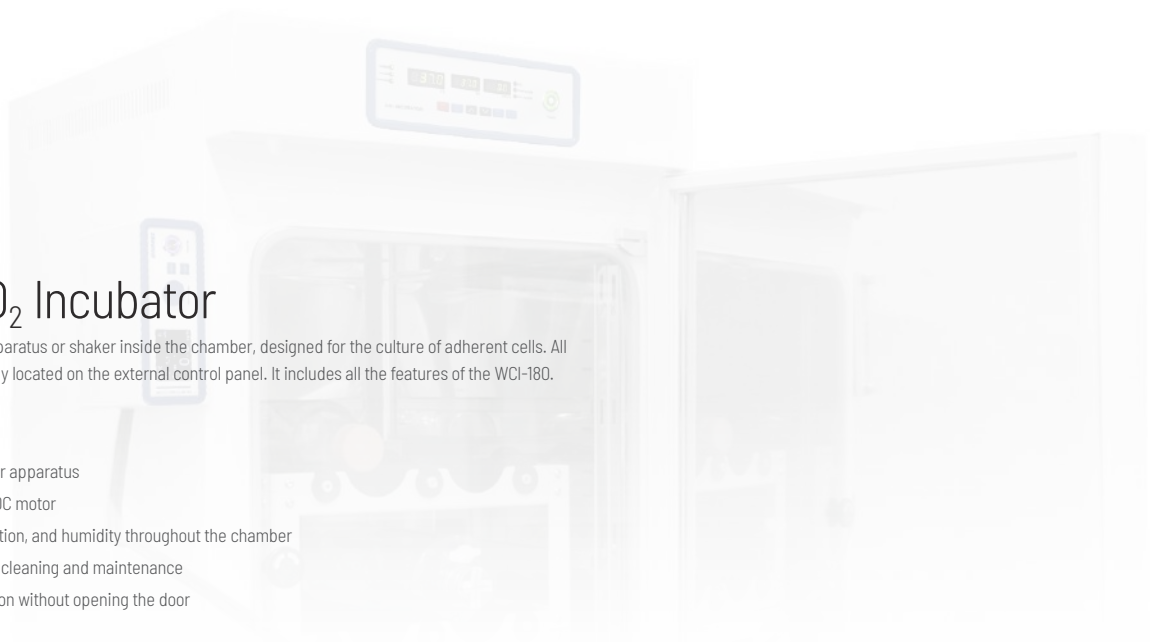 O₂ Incubator
paratus or shaker inside the chamber, designed for the culture of adherent cells. All
y located on the external control panel. It includes all the features of the WCI-180.
r apparatus
DC motor
tion, and humidity throughout the chamber
cleaning and maintenance
on without opening the door